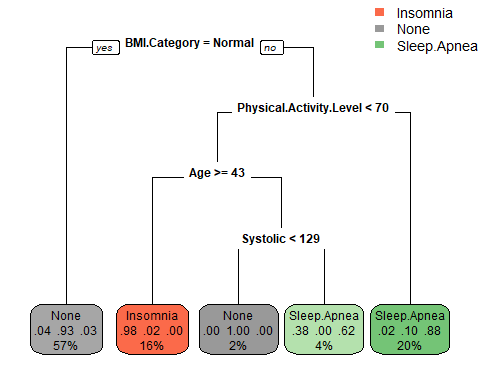 Insomnia
None
Sleep.Apnea
yes BMI.Category = Normal no
Physical.Activity.Level < 70
Age >= 43
Systolic < 129
None
.04 .93 .03
57%
Insomnia
.98 .02 .00
16%
None
.00 1.00 .00
2%
Sleep.Apnea
.38 .00 .62
4%
Sleep.Apnea
.02 .10 .88
20%